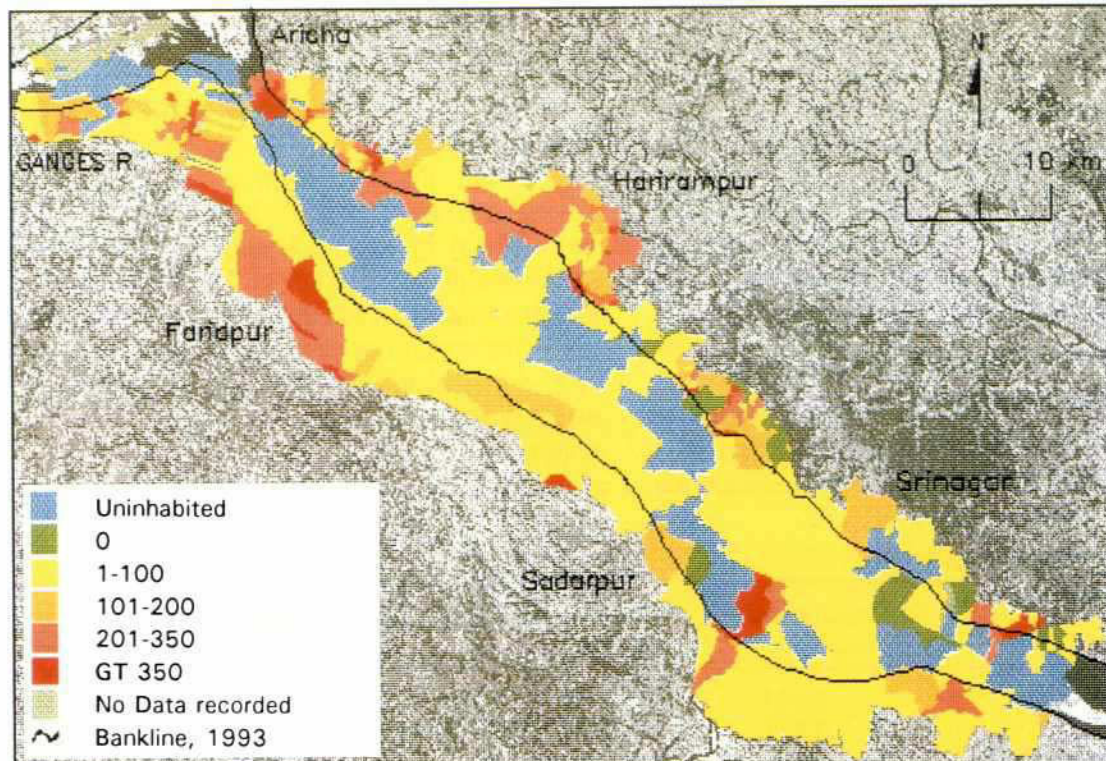 Aricha
N
0 10 km
GANGES R.
Harirampur
Faridpur
Srinagar
Sadarpur
Uninhabited
0
1-100
101-200
201-350
GT 350
No Data recorded
Bankline, 1993